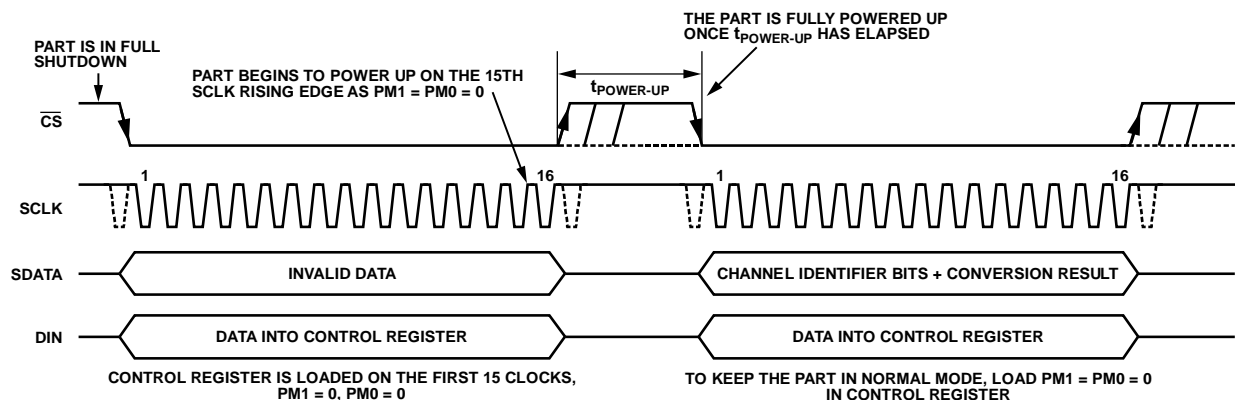 THE PART IS FULLY POWERED UP
ONCE tPOWER-UP HAS ELAPSED
PART IS IN FULL
SHUTDOWN
PART BEGINS TO POWER UP ON THE 15TH
SCLK RISING EDGE AS PM1 = PM0 = 0
tPOWER-UP
CS
1
16
1
16
SCLK
SDATA
INVALID DATA
CHANNEL IDENTIFIER BITS + CONVERSION RESULT
DIN
DATA INTO CONTROL REGISTER
DATA INTO CONTROL REGISTER
CONTROL REGISTER IS LOADED ON THE FIRST 15 CLOCKS,
PM1 = 0, PM0 = 0
TO KEEP THE PART IN NORMAL MODE, LOAD PM1 = PM0 = 0
IN CONTROL REGISTER